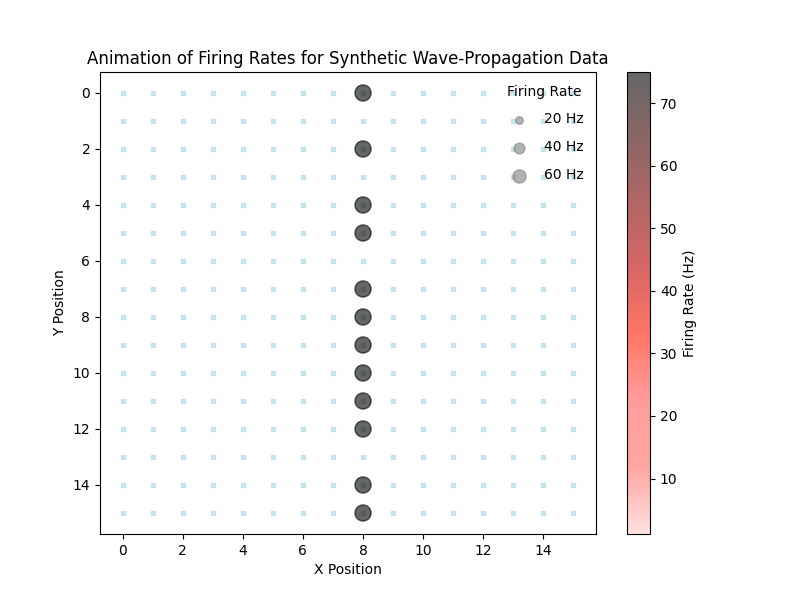 Animation of Firing Rates for Synthetic Wave-Propagation Data
Firing Rate
20 Hz
40 Hz
60 Hz
0
2
4
6
8
10
12
14
Y Position
0 2 4 6 8 10 12 14
X Position
70
60
50
40
30
20
10
Firing Rate (Hz)